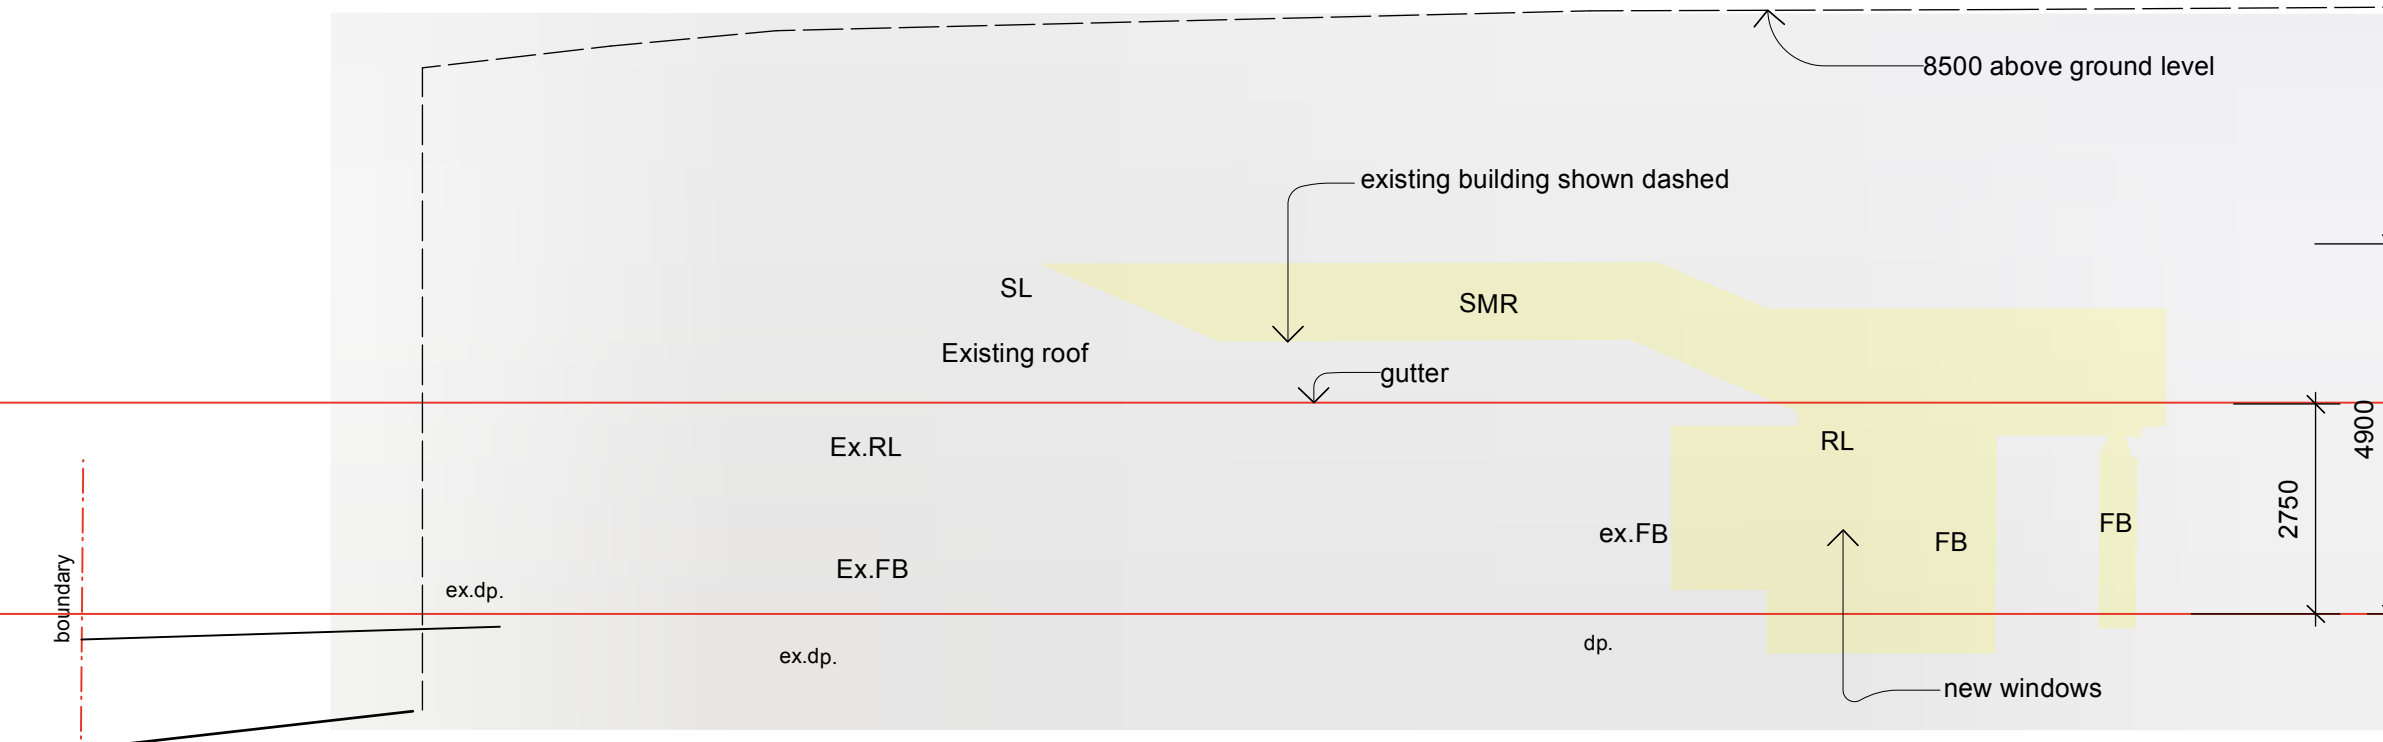 8500 above ground level
existing building shown dashed
SL
SMR
Existing roof
gutter
4900
Ex.RL
RL
2750
ex.FB
FB
FB
Ex.FB
ex.dp.
boundary
ex.dp.
dp.
new windows